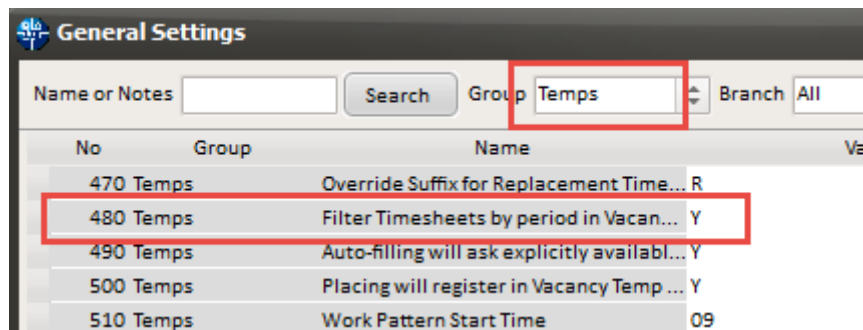 General Settings
Name or Notes Search Group Temps Branch All
No Group Name Va
470 Temps Override Suffix for Replacement Time... R
480 Temps Filter Timesheets by period in Vacan... Y
490 Temps Auto-filling will ask explicitly availabl... Y
500 Temps Placing will register in Vacancy Temp ... Y
510 Temps Work Pattern Start Time 09